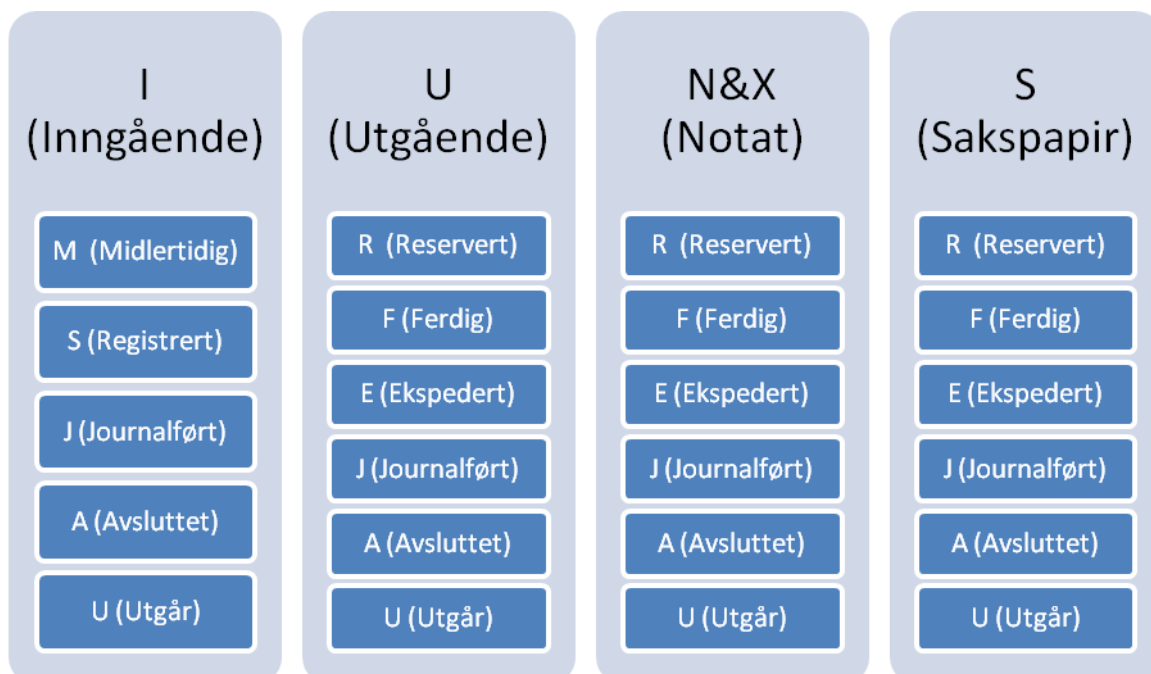 I
(Inngående)
M (Midlertidig)
S (Registrert)
J (Journalført)
A (Avsluttet)
U (Utgår)
U
(Utgående)
R (Reservert)
F (Ferdig)
E (Ekspedert)
J (Journalført)
A (Avsluttet)
U (Utgår)
N&X
(Notat)
R (Reservert)
F (Ferdig)
E (Ekspedert)
J (Journalført)
A (Avsluttet)
U (Utgår)
S
(Sakspapir)
R (Reservert)
F (Ferdig)
E (Ekspedert)
J (Journalført)
A (Avsluttet)
U (Utgår)